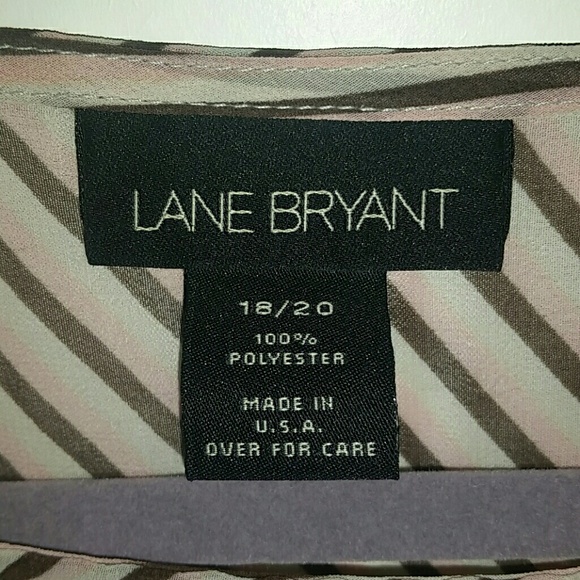 LANE BRYANT
18/20
100%
POLYESTER
MADE IN
U.S.A.
OVER FOR CARE